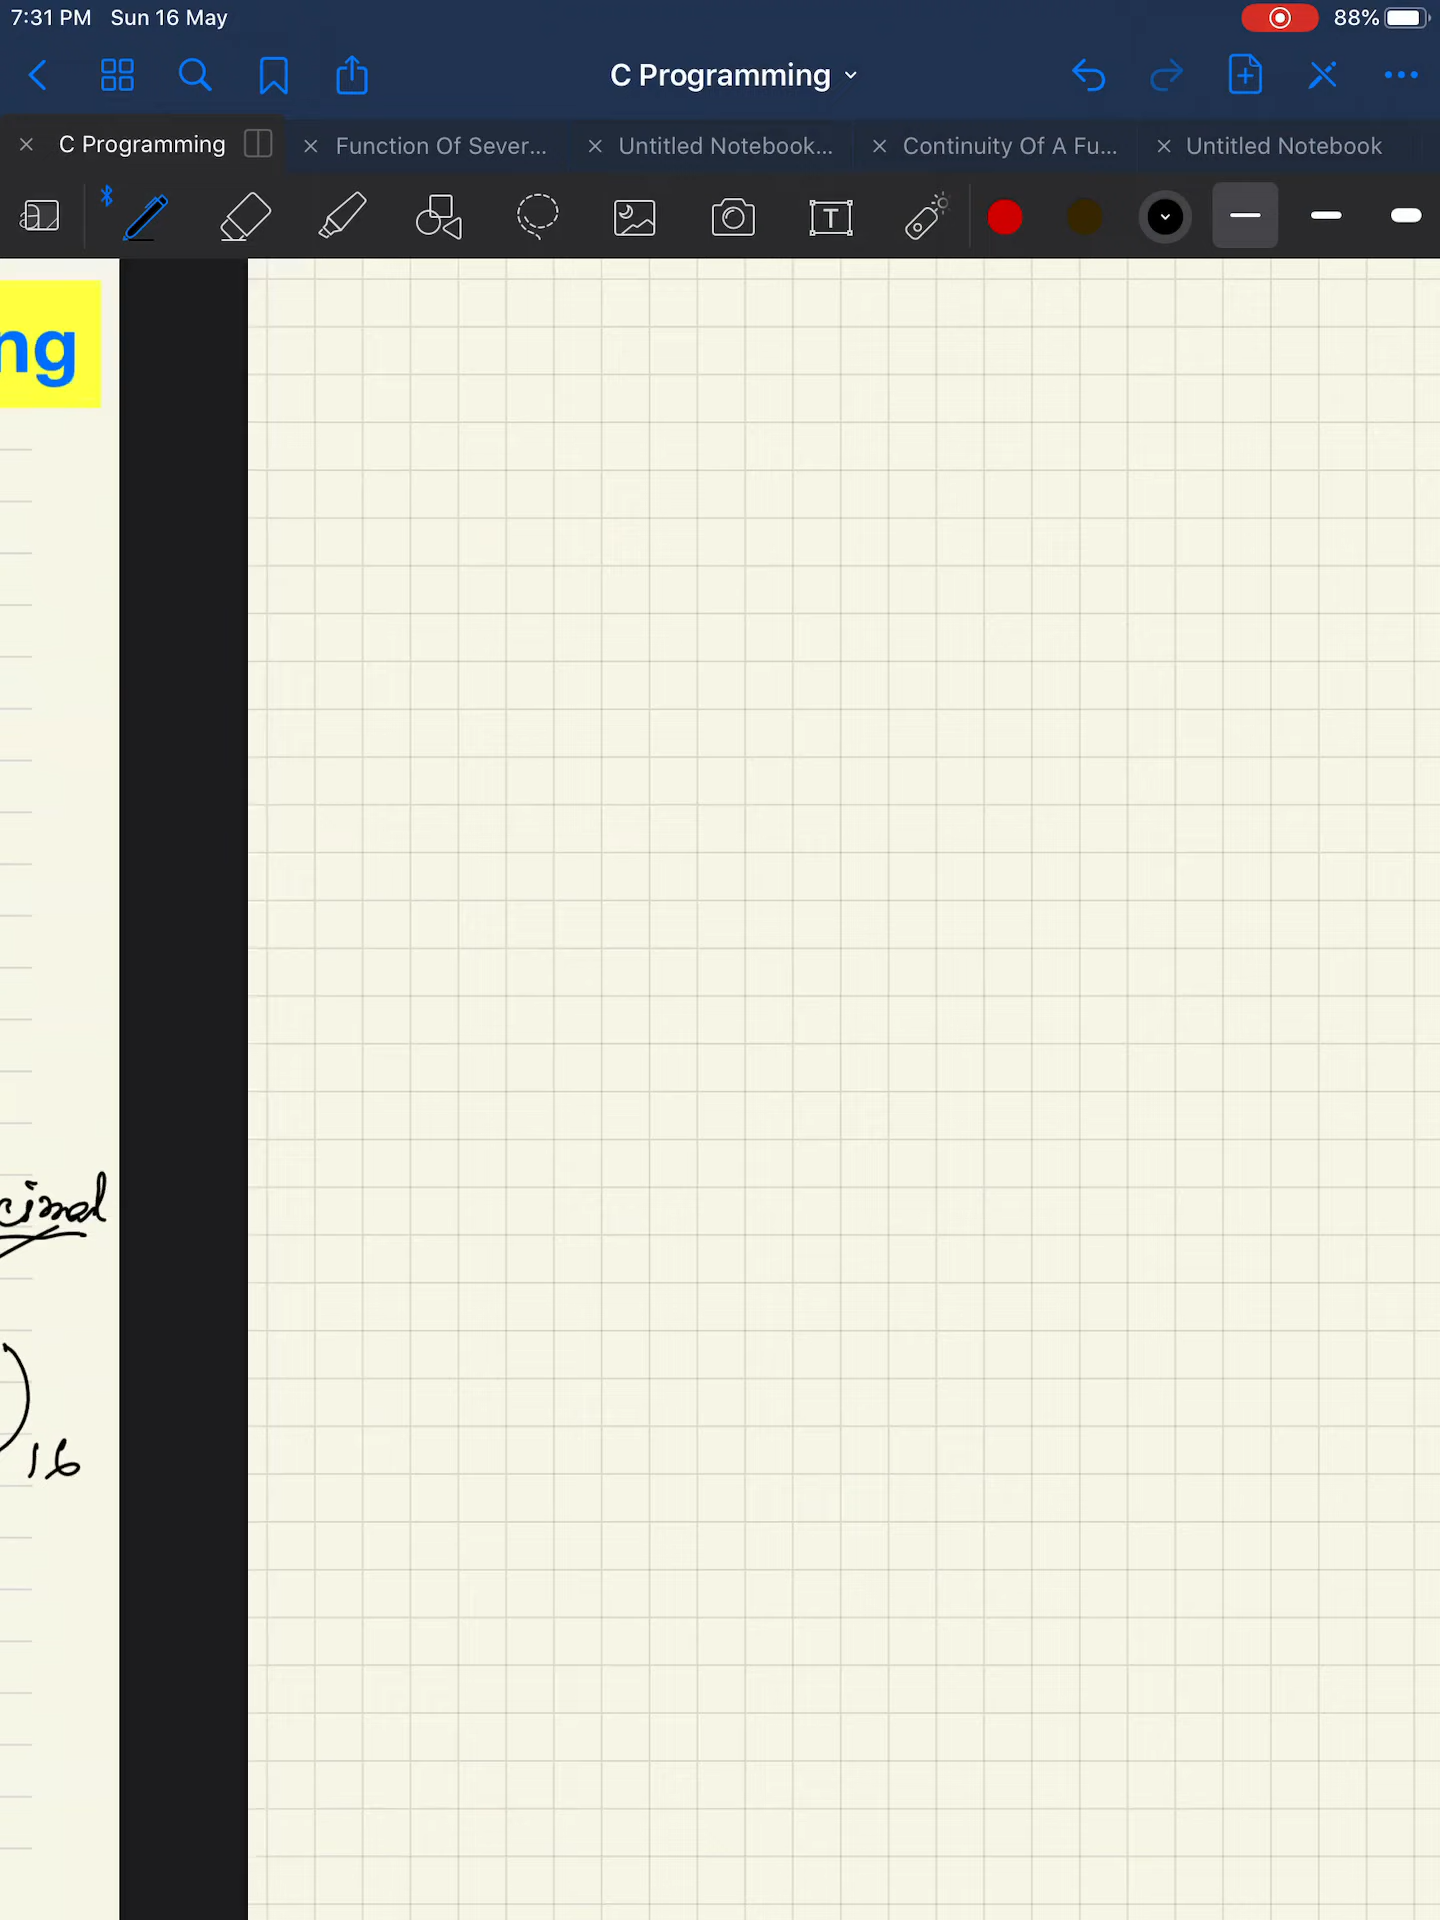 7:31 PM Sun 16 May 88%
C Programming
C Programming Function Of Sever... Untitled Notebook... Continuity Of A Fu... Untitled Notebook
T
ng
cimal
)16